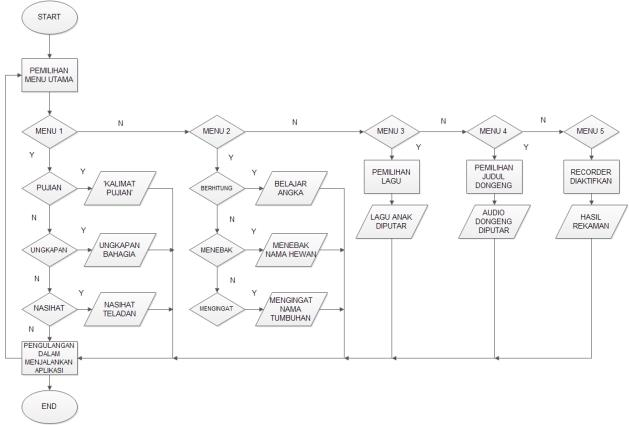 START
PEMILIHAN
MENU UTAMA
MENU 1
N
MENU 2
N
MENU 3
N
MENU 4
N
MENU 5
Y
Y
Y
Y
PUJIAN
Y
'KALIMAT
PUJIAN'
BERHITUNG
Y
BELAJAR
ANGKA
PEMILIHAN
LAGU
PEMILIHAN
JUDUL
DONGENG
RECORDER
DIAKTIFKAN
N
N
LAGU ANAK
DIPUTAR
AUDIO
DONGENG
DIPUTAR
HASIL
REKAMAN
UNGKAPAN
Y
UNGKAPAN
BAHAGIA
MENEBAK
Y
MENEBAK
NAMA HEWAN
N
N
NASIHAT
Y
NASIHAT
TELADAN
MENGINGAT
Y
MENGINGAT
NAMA
TUMBUHAN
N
PENGULANGAN
DALAM
MENJALANKAN
APLIKASI
END